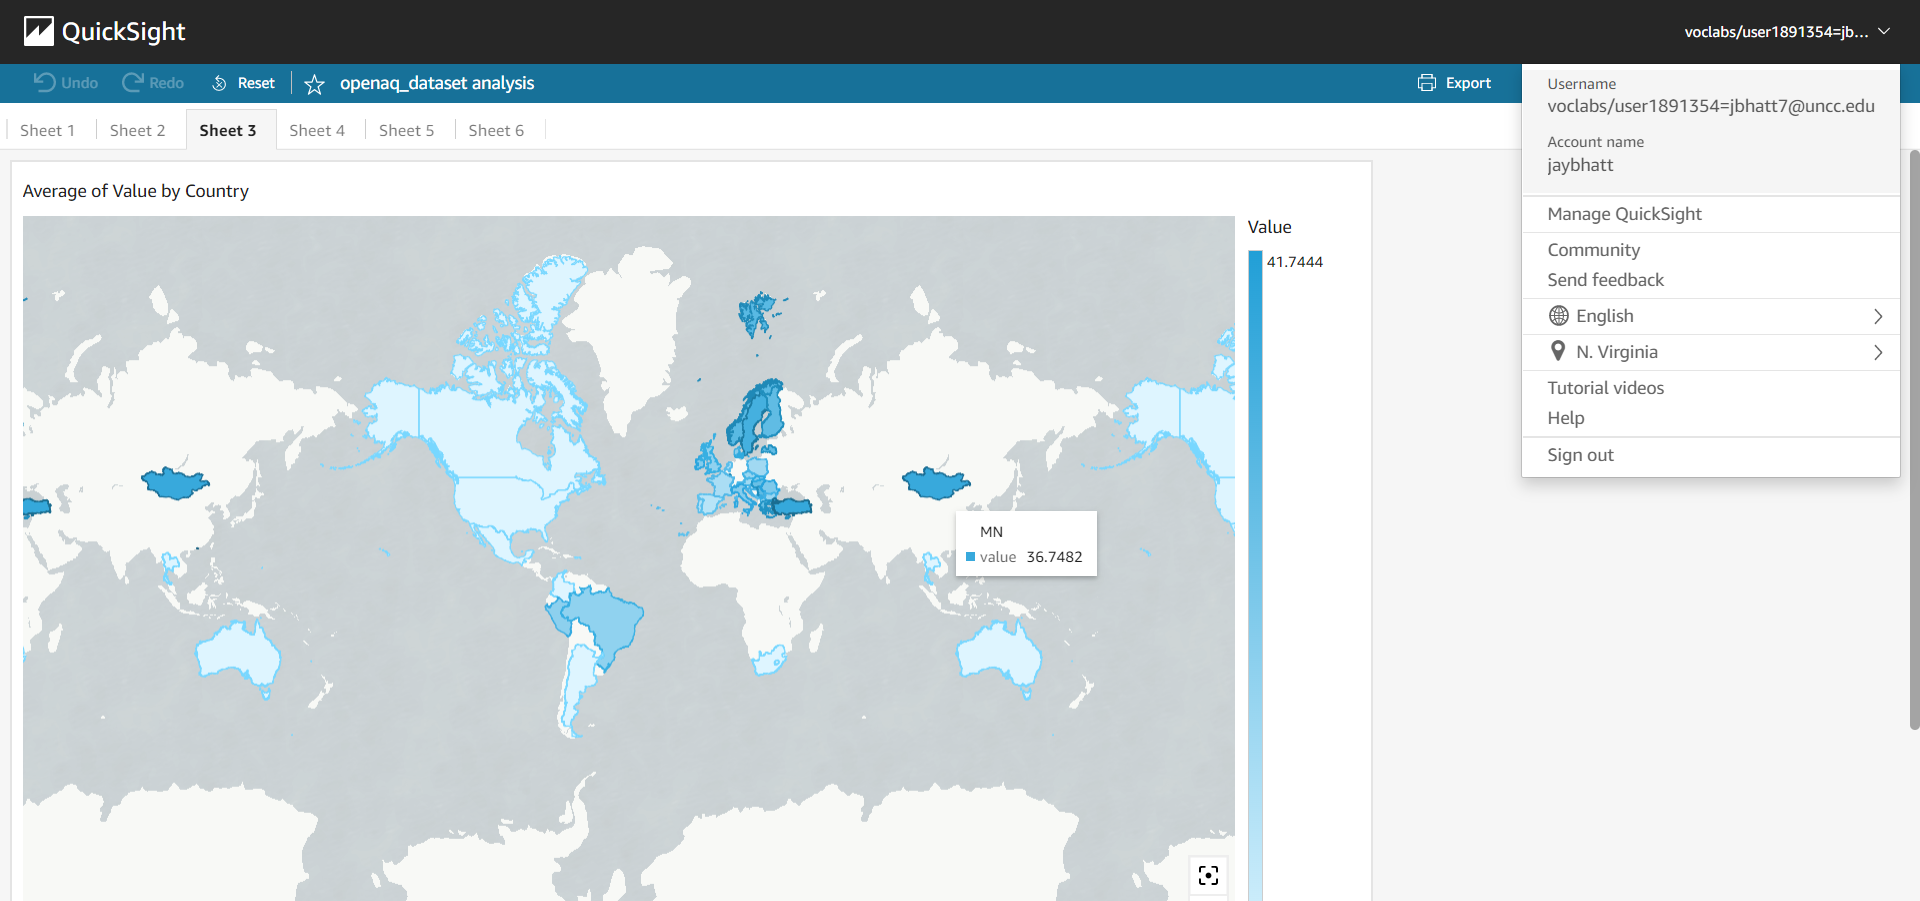 QuickSight
voclabs/user1891354=jb...
Undo
Redo
Reset
openaq_dataset analysis
Export
Sheet 1
Sheet 2
Sheet 3
Sheet 4
Sheet 5
Sheet 6
Username
voclabs/user1891354=jbhatt7@uncc.edu
Account name
jaybhatt
Manage QuickSight
Community
Send feedback
English
N. Virginia
Tutorial videos
Help
Sign out
Average of Value by Country
Value
41.7444
MN
value 36.7482